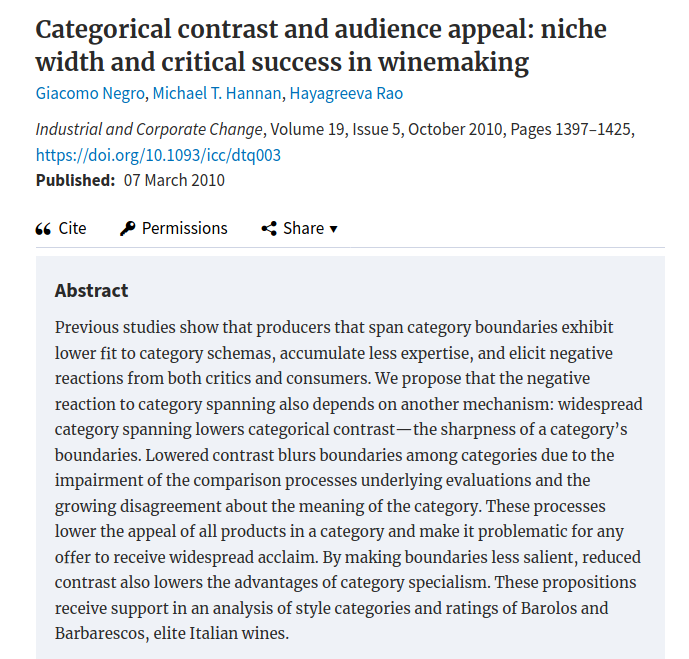 Categorical contrast and audience appeal: niche
width and critical success in winemaking
Giacomo Negro, Michael T. Hannan, Hayagreeva Rao
Industrial and Corporate Change, Volume 19, Issue 5, October 2010, Pages 1397–1425,
https://doi.org/10.1093/icc/dtq003
Published: 07 March 2010
Cite Permissions Share
Abstract
Previous studies show that producers that span category boundaries exhibit
lower fit to category schemas, accumulate less expertise, and elicit negative
reactions from both critics and consumers. We propose that the negative
reaction to category spanning also depends on another mechanism: widespread
category spanning lowers categorical contrast—the sharpness of a category’s
boundaries. Lowered contrast blurs boundaries among categories due to the
impairment of the comparison processes underlying evaluations and the
growing disagreement about the meaning of the category. These processes
lower the appeal of all products in a category and make it problematic for any
offer to receive widespread acclaim. By making boundaries less salient, reduced
contrast also lowers the advantages of category specialism. These propositions
receive support in an analysis of style categories and ratings of Barolos and
Barbarescos, elite Italian wines.